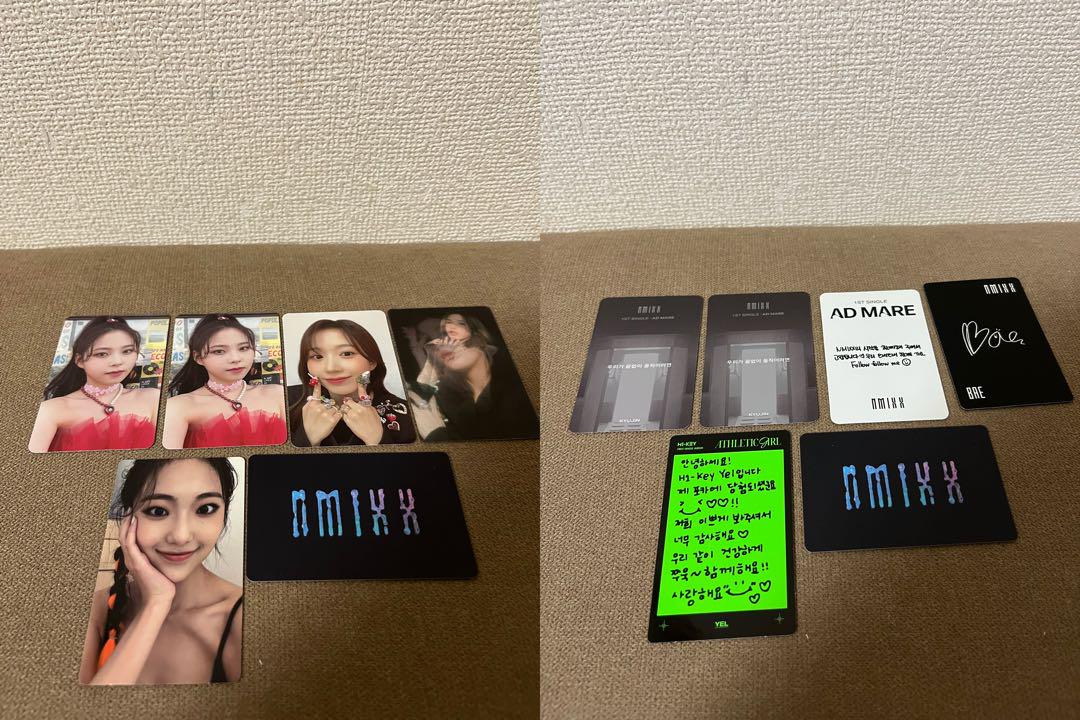 POPCL
POPCL
NMIXX
NMIXX
1ST SINGLE · AD MARE
우리가 끝없이 움직이려면
KYUJIN
NMIXX
1ST SINGLE · AD MARE
우리가 끝없이 움직이려면
KYUJIN
1ST SINGLE
AD MARE
Follow follow me
NMIXX
NMIXX
Bae
BAE
H1-KEY
ATHLETIC GIRL
안녕하세요!
H1-Key Yel입니다
제 포카에 당첨되셨군요
♡♡!!
저희 이쁘게 봐주셔서
너무 감사해요♡
우리 같이 건강하게
쭈욱~함께해요!!
사랑해요
YEL
NMIXX